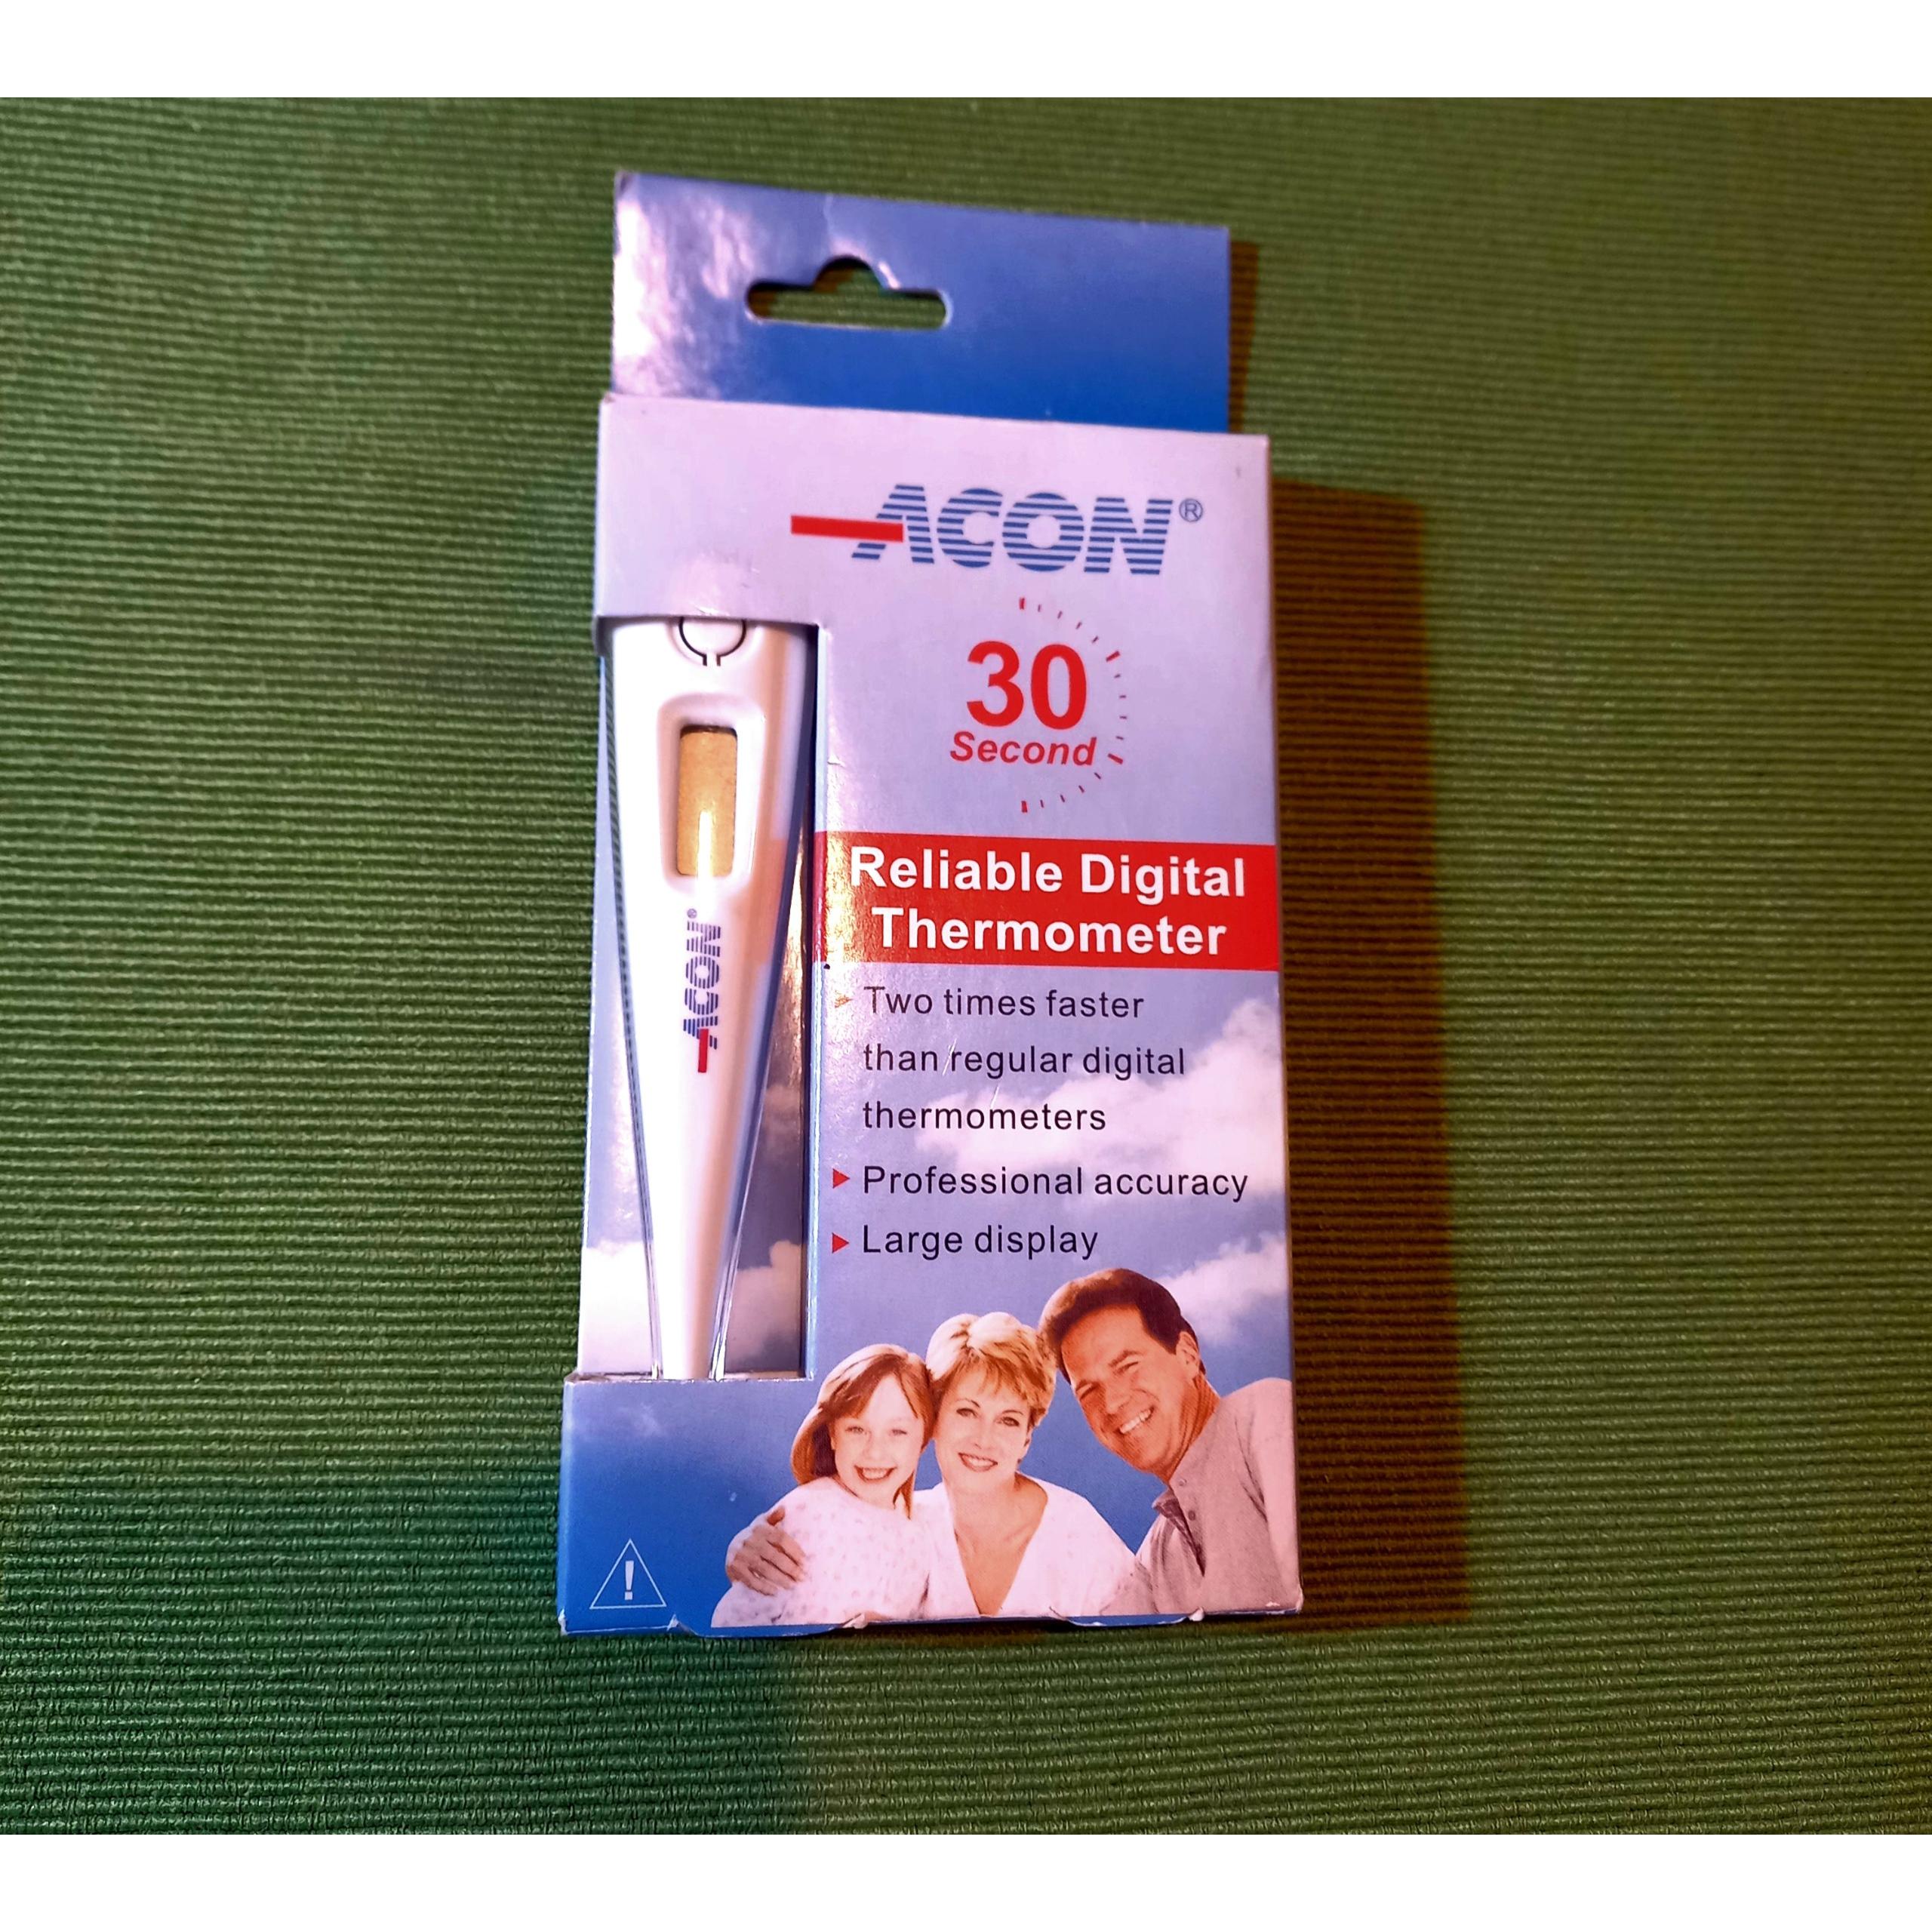 ACON®
30
Second
Reliable Digital
Thermometer
Two times faster
than regular digital
thermometers
Professional accuracy
Large display
ACON®
!